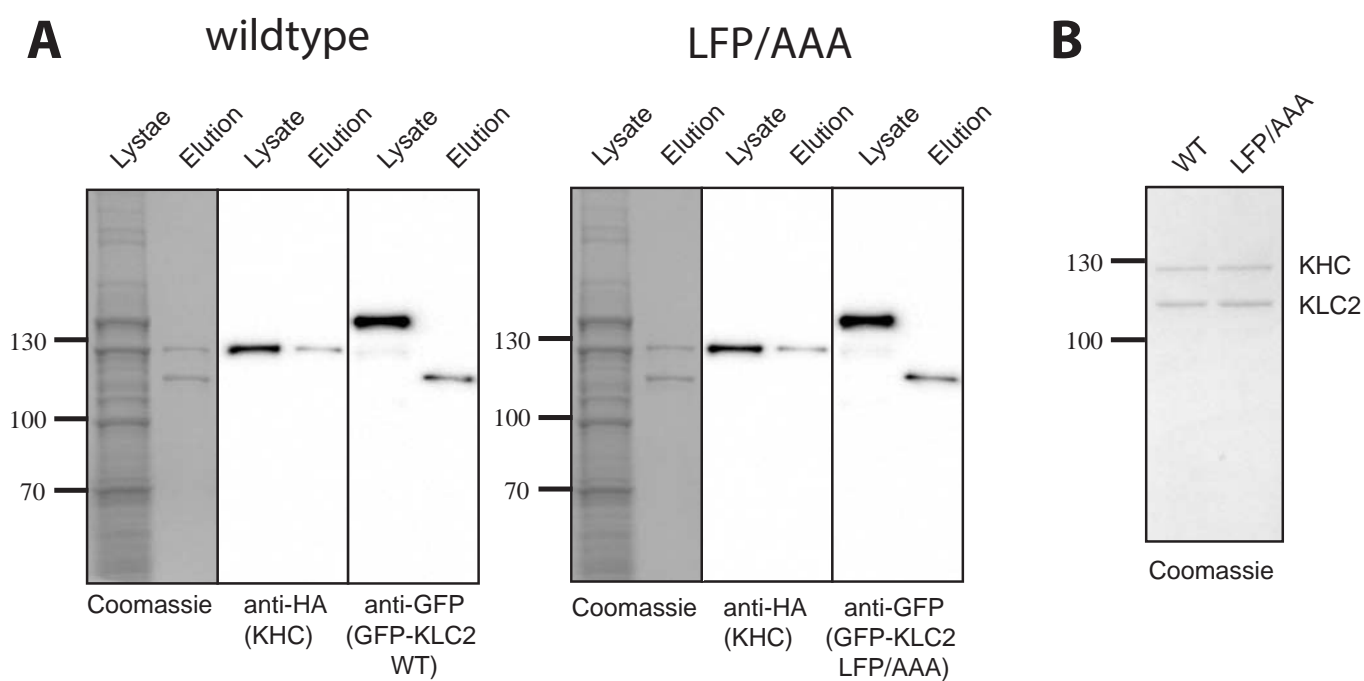 A
wildtype
LFP/AAA
B
Lystae
Elution
Lysate
Elution
Lysate
Elution
Lysate
Elution
Lysate
Elution
Lysate
Elution
WT
LFP/AAA
130
100
70
130
100
70
130
100
KHC
KLC2
Coomassie
anti-HA
(KHC)
anti-GFP
(GFP-KLC2
WT)
Coomassie
anti-HA
(KHC)
anti-GFP
(GFP-KLC2
LFP/AAA)
Coomassie